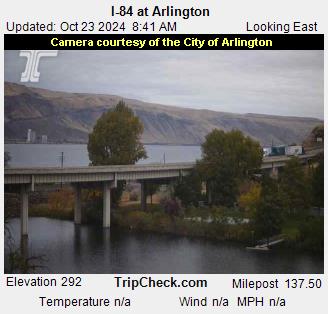 I-84 at Arlington
Updated: Oct 23 2024 8:41 AM Looking East
Camera courtesy of the City of Arlington
Elevation 292 TripCheck.com Milepost 137.50
Temperature n/a Wind n/a MPH n/a